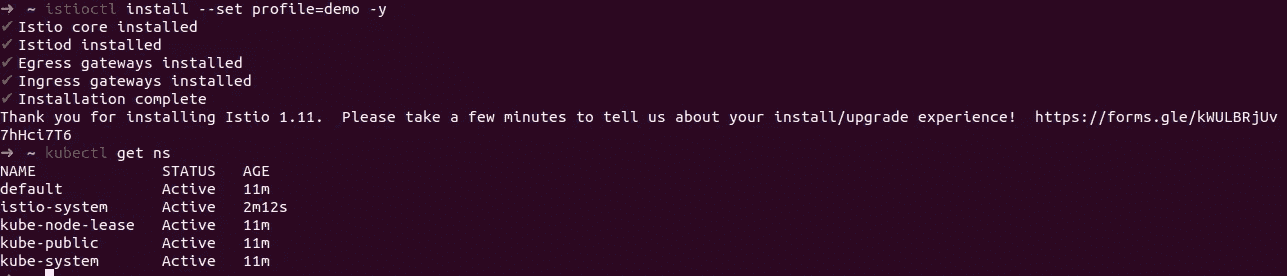 ➜ ~ istioctl install --set profile=demo -y
✔ Istio core installed
✔ Istiod installed
✔ Egress gateways installed
✔ Ingress gateways installed
✔ Installation complete
Thank you for installing Istio 1.11.  Please take a few minutes to tell us about your install/upgrade experience!  https://forms.gle/kWULBRjUv
7hHci7T6
➜ ~ kubectl get ns
NAME              STATUS   AGE
default           Active   11m
istio-system      Active   2m12s
kube-node-lease   Active   11m
kube-public       Active   11m
kube-system       Active   11m